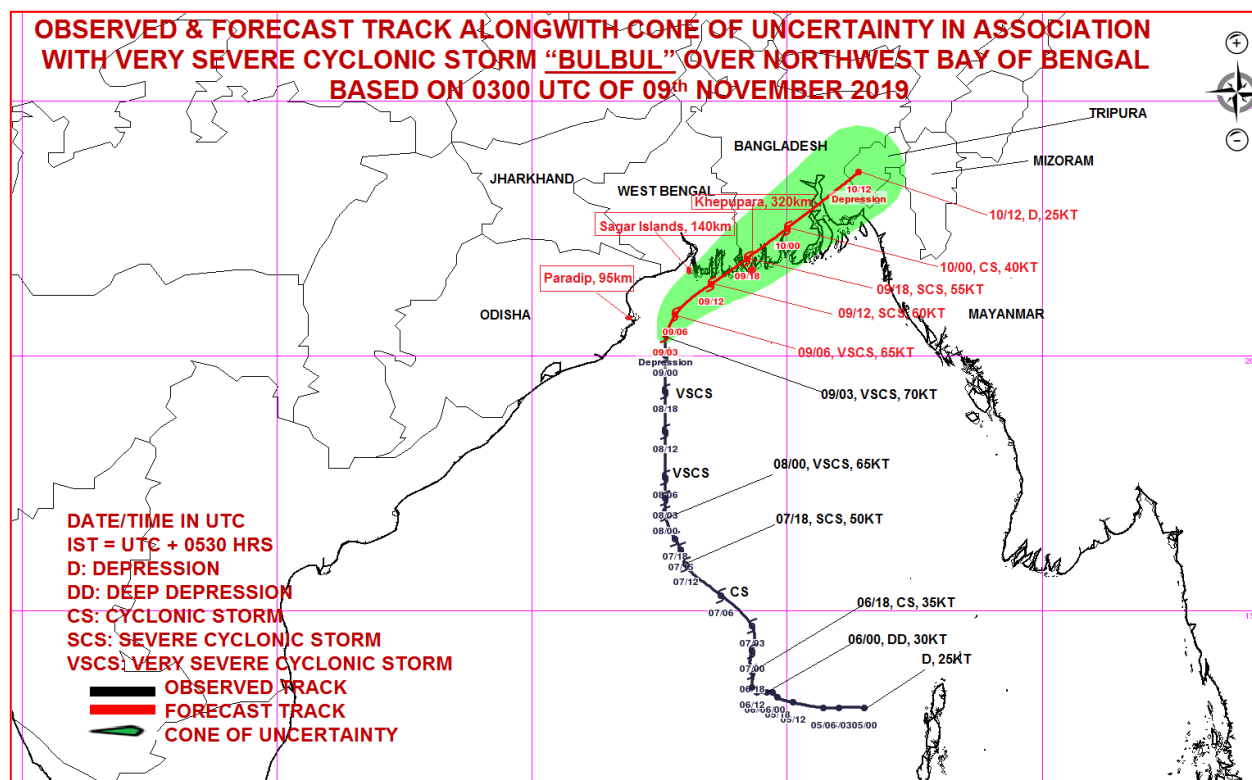 OBSERVED & FORECAST TRACK ALONGWITH CONE OF UNCERTAINTY IN ASSOCIATION
WITH VERY SEVERE CYCLONIC STORM “BULBUL” OVER NORTHWEST BAY OF BENGAL
BASED ON 0300 UTC OF 09th NOVEMBER 2019
TRIPURA
BANGLADESH
MIZORAM
JHARKHAND
WEST BENGAL
10/12
Depression
Khepupara, 320km
10/12, D, 25KT
Sagar Islands, 140km
10/00
10/00, CS, 40KT
Paradip, 95km
09/18
09/18, SCS, 55KT
09/12
09/12, SCS, 60KT
ODISHA
MAYANMAR
09/06
09/06, VSCS, 65KT
09/03
Depression
20
09/00
VSCS
09/03, VSCS, 70KT
08/18
08/12
VSCS
08/00, VSCS, 65KT
08/06
08/03
07/18, SCS, 50KT
08/00
07/18
07/12
CS
07/06
06/18, CS, 35KT
15
07/03
06/00, DD, 30KT
07/00
D, 25KT
06/18
06/12
05/18
05/12
05/06
05/00
DATE/TIME IN UTC
IST = UTC + 0530 HRS
D: DEPRESSION
DD: DEEP DEPRESSION
CS: CYCLONIC STORM
SCS: SEVERE CYCLONIC STORM
VSCS: VERY SEVERE CYCLONIC STORM
OBSERVED TRACK
FORECAST TRACK
CONE OF UNCERTAINTY